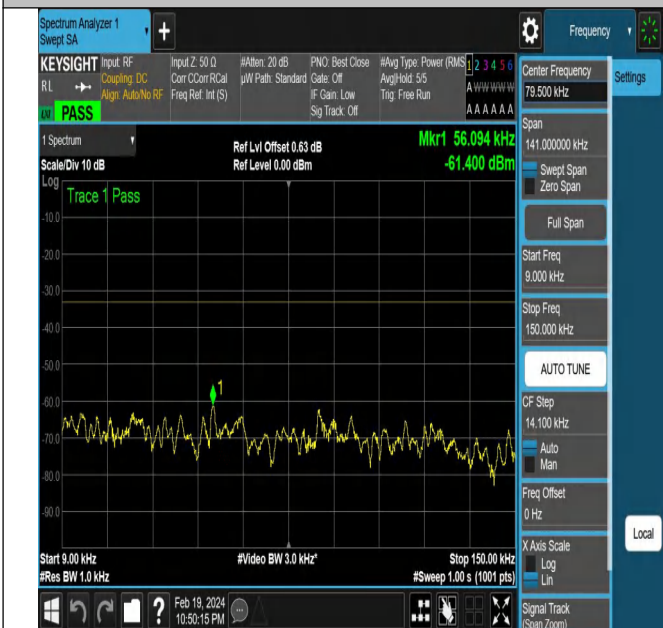 Spectrum Analyzer 1
Swept SA
+
Frequency
KEYSIGHT
RL
PASS
Input: RF
Coupling: DC
Align: Auto/No RF
Input Z: 50 Ω
Corr CCorr RCal
Freq Ref: Int (S)
#Atten: 20 dB
µW Path: Standard
PNO: Best Close
Gate: Off
IF Gain: Low
Sig Track: Off
#Avg Type: Power (RMS
Avg|Hold: 5/5
Trig: Free Run
1 2 3 4 5 6
A W W W W W
A A A A A A
1 Spectrum
Scale/Div 10 dB
Ref Lvl Offset 0.63 dB
Ref Level 0.00 dBm
Mkr1 56.094 kHz
-61.400 dBm
Log
Trace 1 Pass
-10.0
-20.0
-30.0
-40.0
-50.0
-60.0
-70.0
-80.0
-90.0
1
Start 9.00 kHz
#Res BW 1.0 kHz
#Video BW 3.0 kHz*
Stop 150.00 kHz
#Sweep 1.00 s (1001 pts)
Center Frequency
79.500 kHz
Settings
Span
141.000000 kHz
Swept Span
Zero Span
Full Span
Start Freq
9.000 kHz
Stop Freq
150.000 kHz
AUTO TUNE
CF Step
14.100 kHz
Auto
Man
Freq Offset
0 Hz
X Axis Scale
Log
Lin
Local
Signal Track
(Span Zoom)
?
Feb 19, 2024
10:50:15 PM